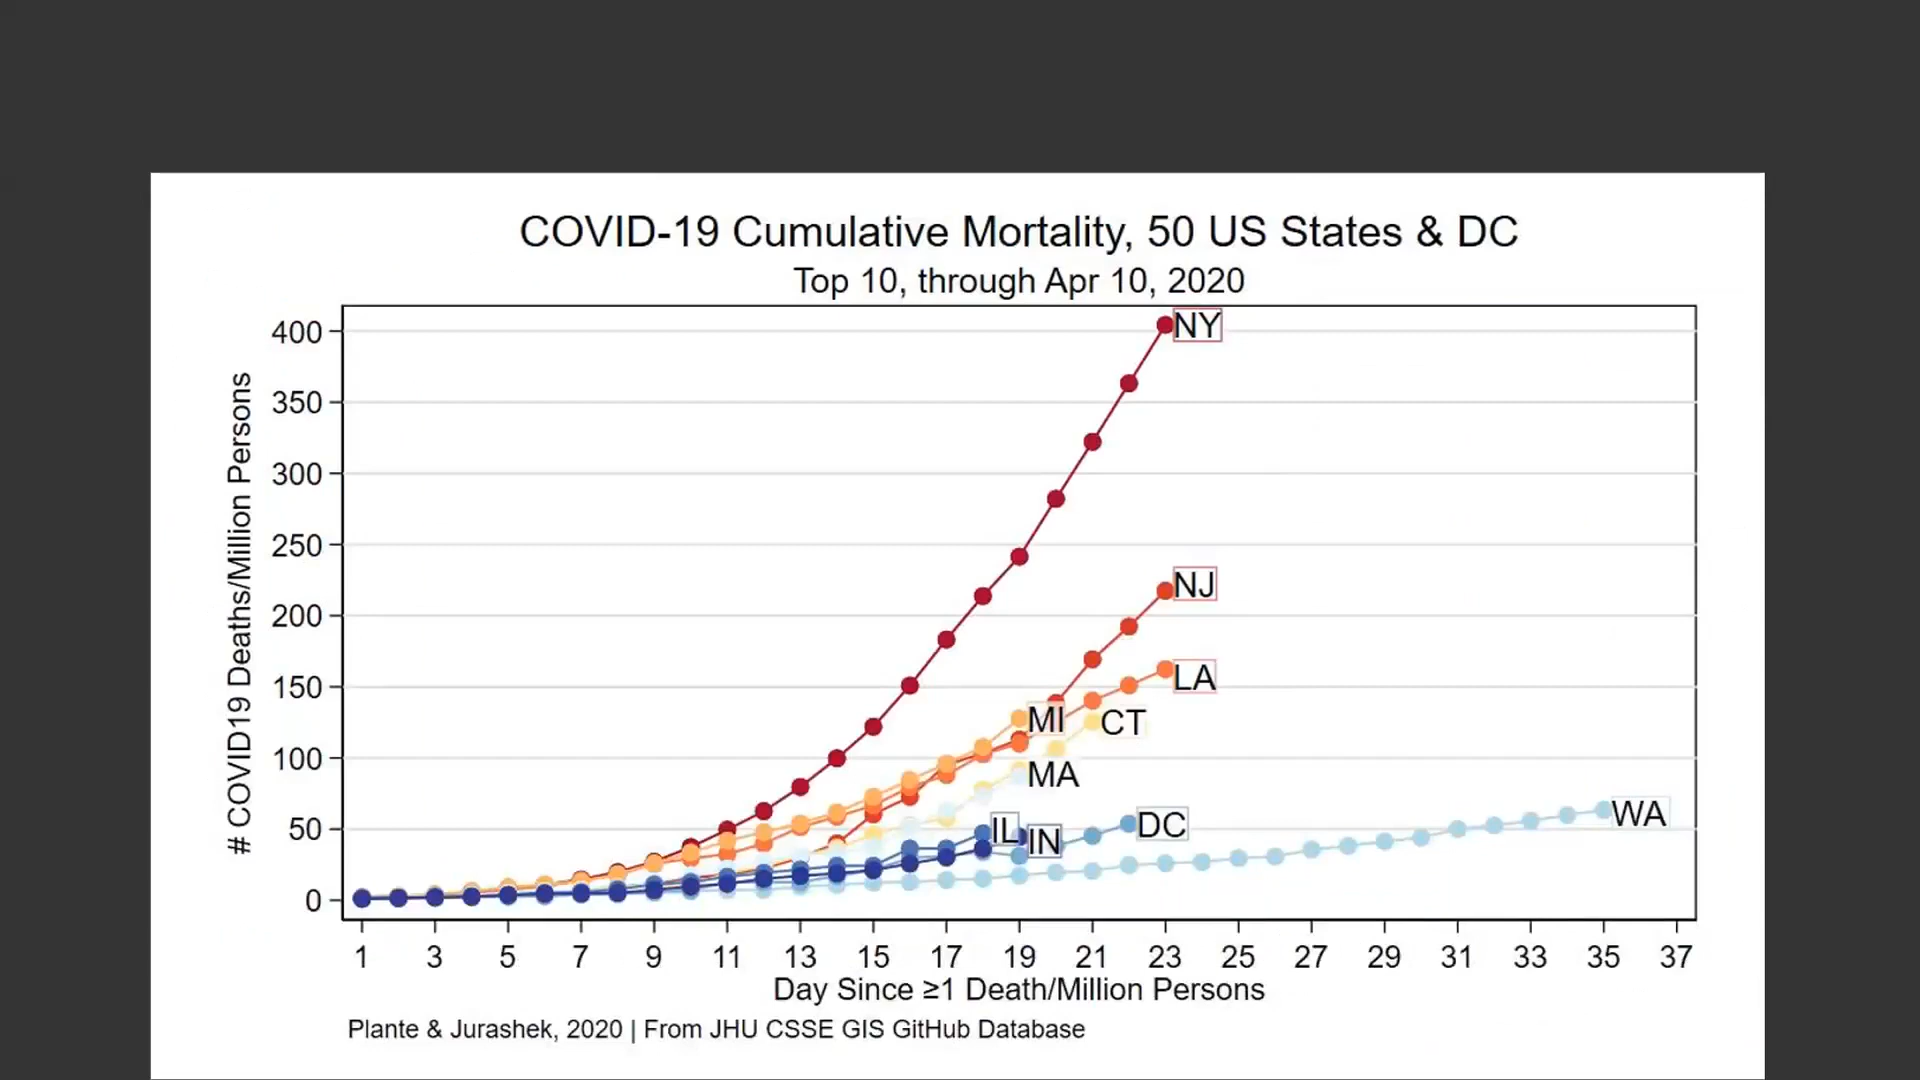 COVID-19 Cumulative Mortality, 50 US States & DC
Top 10, through Apr 10, 2020
# COVID19 Deaths/Million Persons
400
350
300
250
200
150
100
50
0
NY
NJ
LA
MI
CT
MA
IL
IN
DC
WA
1 3 5 7 9 11 13 15 17 19 21 23 25 27 29 31 33 35 37
Day Since ≥1 Death/Million Persons
Plante & Jurashek, 2020 | From JHU CSSE GIS GitHub Database